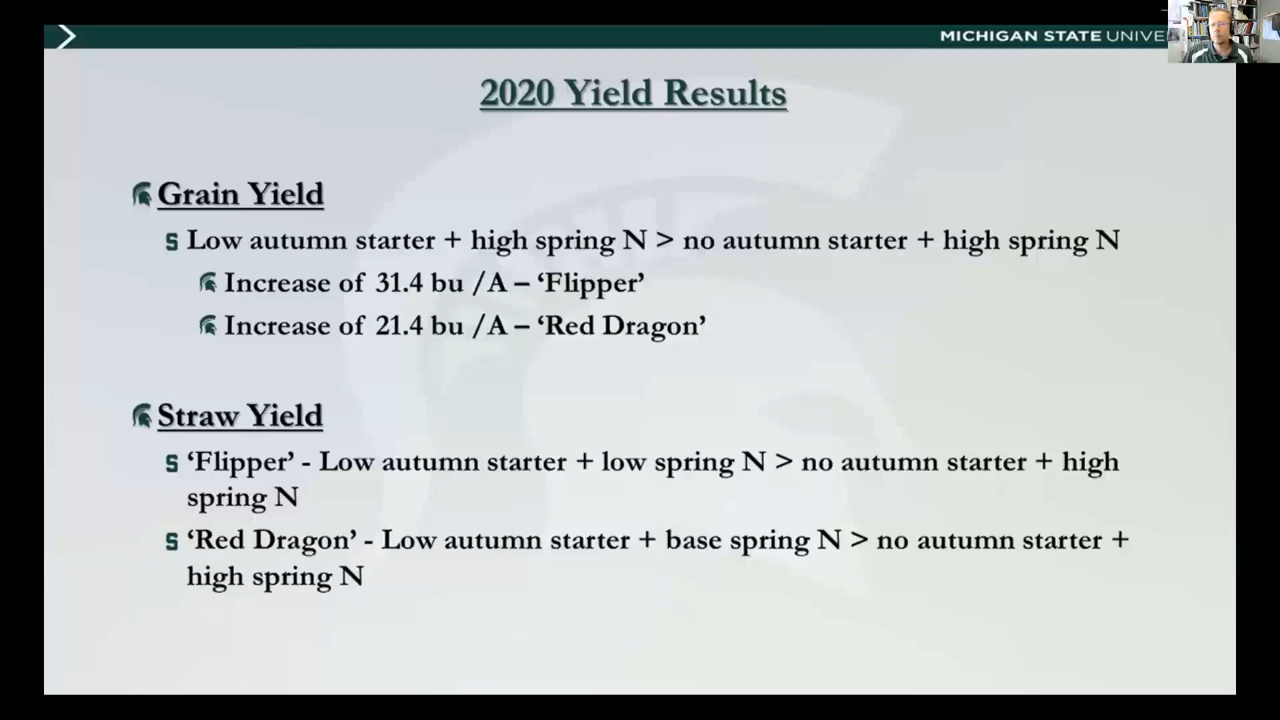 MICHIGAN STATE UNIVE
2020 Yield Results
Grain Yield
Low autumn starter + high spring N > no autumn starter + high spring N
Increase of 31.4 bu /A – ‘Flipper’
Increase of 21.4 bu /A – ‘Red Dragon’
Straw Yield
‘Flipper’ - Low autumn starter + low spring N > no autumn starter + high
spring N
‘Red Dragon’ - Low autumn starter + base spring N > no autumn starter +
high spring N